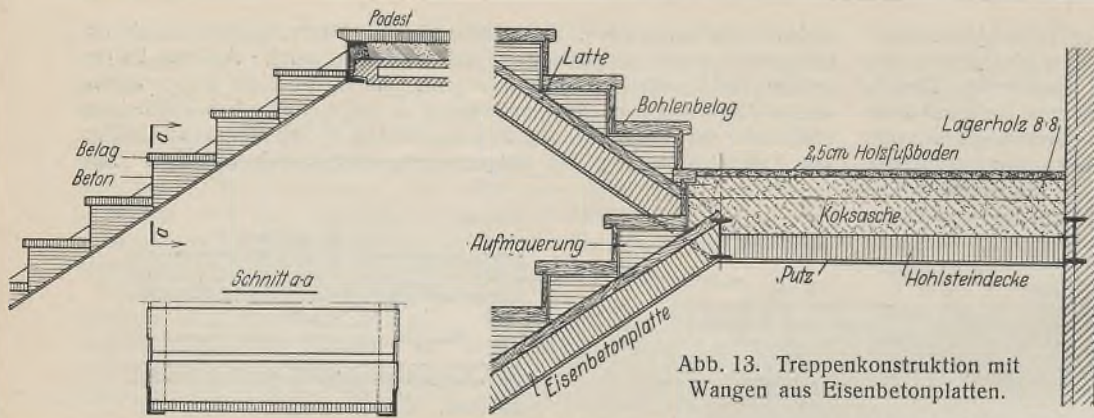 Podest
Belag
Beton
a
a
Schnitt a-a
Latte
Bohlenbelag
Lagerholz 8·8
2,5cm Holzfußboden
Koksasche
Aufmauerung
Putz
Hohlsteindecke
Eisenbetonplatte
Abb. 13. Treppenkonstruktion mit
Wangen aus Eisenbetonplatten.